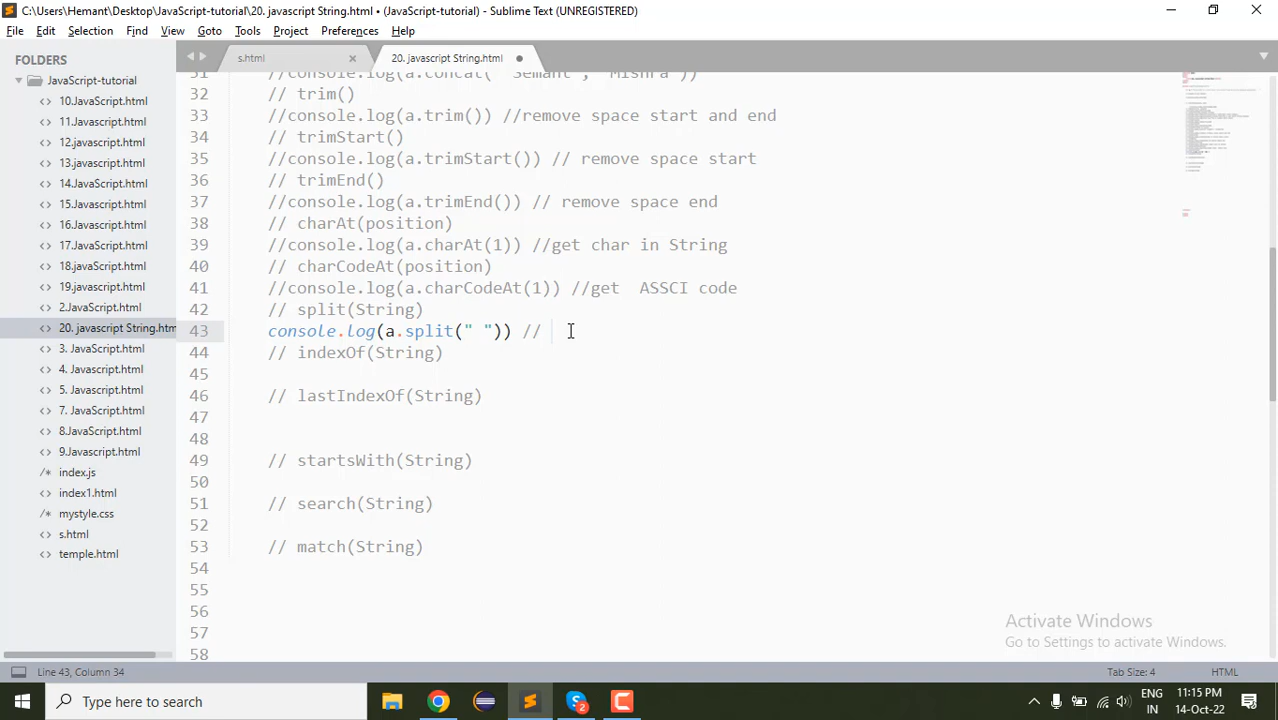 C:\Users\Hemant\Desktop\JavaScript-tutorial\20. javascript String.html • (JavaScript-tutorial) - Sublime Text (UNREGISTERED)
File Edit Selection Find View Goto Tools Project Preferences Help
FOLDERS
JavaScript-tutorial
10.JavaScript.html
11.JavaScript.html
12.javascript.html
13.javascript.html
14.JavaScript.html
15.JavaScript.html
16.JavaScript.html
17.JavaScript.html
18.javascript.html
19.javascript.html
2.JavaScript.html
20. javascript String.htm
3. JavaScript.html
4. JavaScript.html
5. JavaScript.html
7. JavaScript.html
8.JavaScript.html
9.Javascript.html
index.js
index1.html
mystyle.css
s.html
temple.html
s.html
20. javascript String.html
31 //console.log(a.concat(" Semant", " Mishra"))
32 // trim()
33 //console.log(a.trim()) //remove space start and end
34 // trimStart()
35 //console.log(a.trimStart()) // remove space start
36 // trimEnd()
37 //console.log(a.trimEnd()) // remove space end
38 // charAt(position)
39 //console.log(a.charAt(1)) //get char in String
40 // charCodeAt(position)
41 //console.log(a.charCodeAt(1)) //get  ASSCI code
42 // split(String)
43 console.log(a.split(" ")) //
44 // indexOf(String)
45
46 // lastIndexOf(String)
47
48
49 // startsWith(String)
50
51 // search(String)
52
53 // match(String)
54
55
56
57
58
Activate Windows
Go to Settings to activate Windows.
Line 43, Column 34
Tab Size: 4
HTML
Type here to search
2
ENG
IN
11:15 PM
14-Oct-22